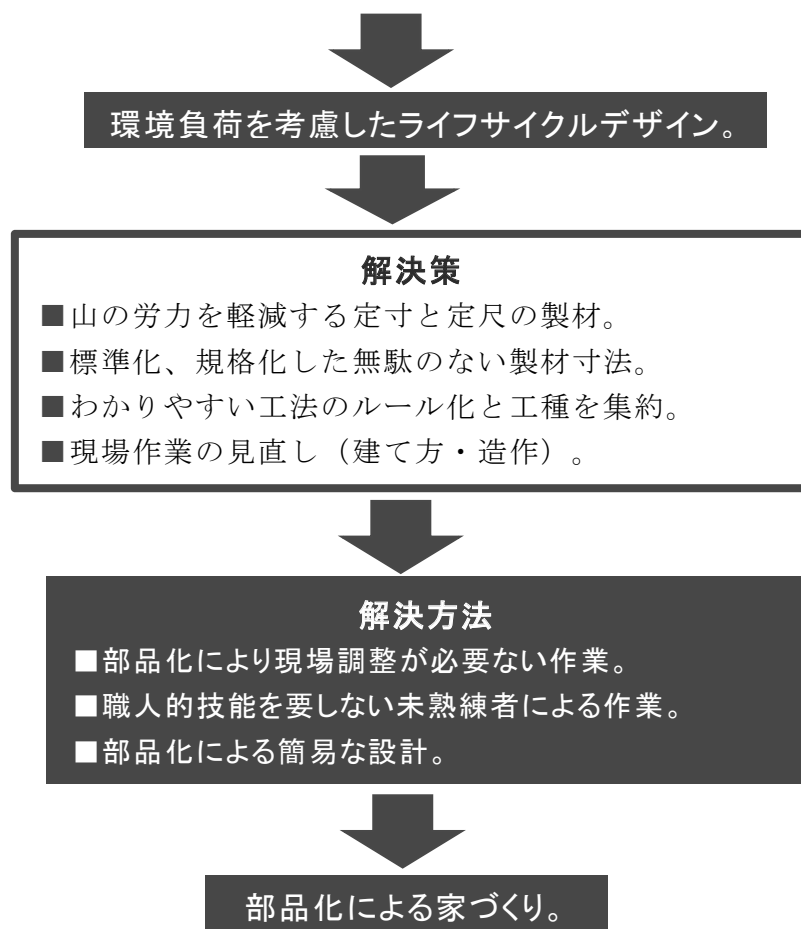 環境負荷を考慮したライフサイクルデザイン。
解決策
■山の労力を軽減する定寸と定尺の製材。
■標準化、規格化した無駄のない製材寸法。
■わかりやすい工法のルール化と工種を集約。
■現場作業の見直し（建て方・造作）。
解決方法
■部品化により現場調整が必要ない作業。
■職人的技能を要しない未熟練者による作業。
■部品化による簡易な設計。
部品化による家づくり。